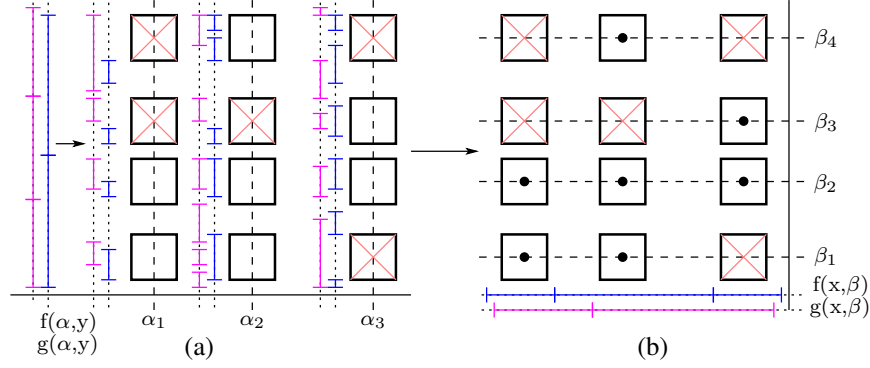 β₄
β₃
β₂
β₁
f(x,β)
g(x,β)
f(α,y)
g(α,y)
α₁ α₂ α₃
(a) (b)